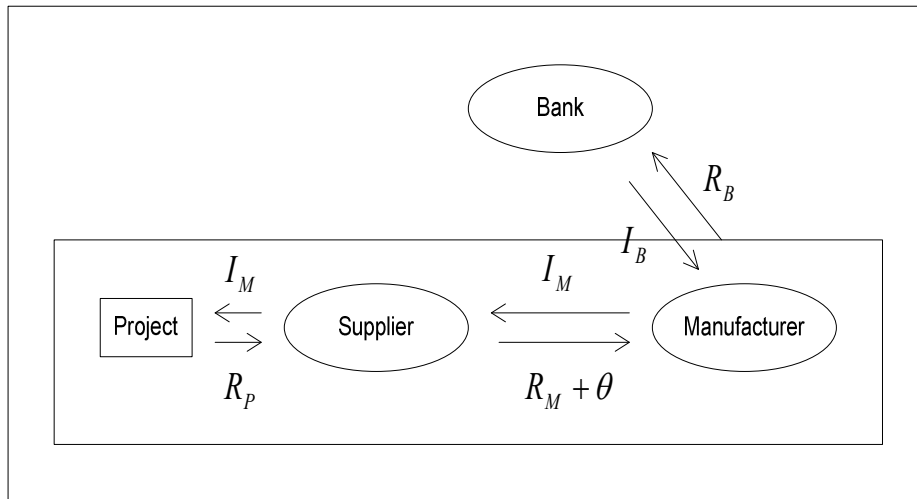 Bank
R_B
I_B
I_M
I_M
Project
Supplier
Manufacturer
R_P
R_M + θ